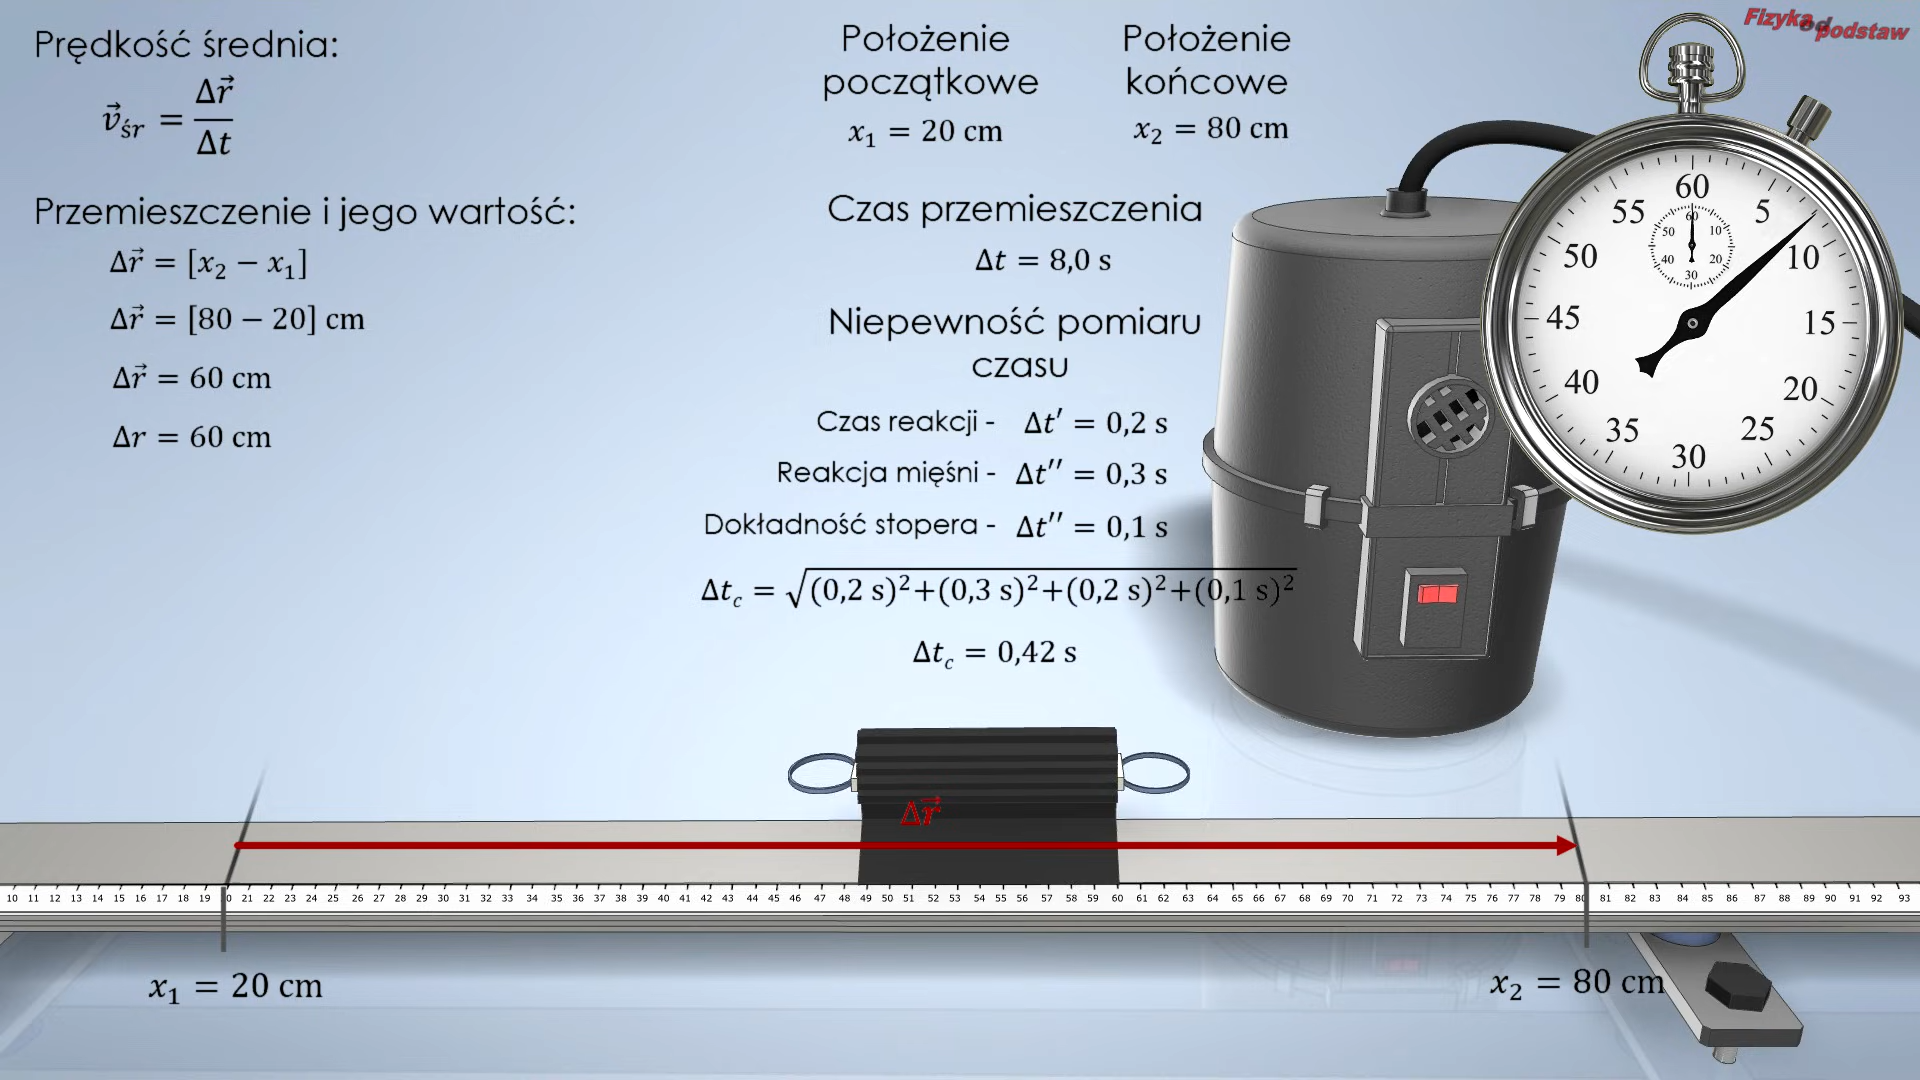 Fizyka od podstaw
Prędkość średnia:
v⃗śr = Δr⃗ / Δt
Przemieszczenie i jego wartość:
Δr⃗ = [x₂ − x₁]
Δr⃗ = [80 − 20] cm
Δr⃗ = 60 cm
Δr = 60 cm
Położenie
początkowe
x₁ = 20 cm
Położenie
końcowe
x₂ = 80 cm
Czas przemieszczenia
Δt = 8,0 s
Niepewność pomiaru
czasu
Czas reakcji - Δt′ = 0,2 s
Reakcja mięśni - Δt′′ = 0,3 s
Dokładność stopera - Δt′′ = 0,1 s
Δt_c = √((0,2 s)²+(0,3 s)²+(0,2 s)²+(0,1 s)²)
Δt_c = 0,42 s
60 5 10 15 20 25 30 35 40 45 50 55
60 10 20 30 40 50
Δr⃗
10 11 12 13 14 15 16 17 18 19 0 21 22 23 24 25 26 27 28 29 30 31 32 33 34 35 36 37 38 39 40 41 42 43 44 45 46 47 48 49 50 51 52 53 54 55 56 57 58 59 60 61 62 63 64 65 66 67 68 69 70 71 72 73 74 75 76 77 78 79 80 81 82 83 84 85 86 87 88 89 90 91 92 93
x₁ = 20 cm
x₂ = 80 cm